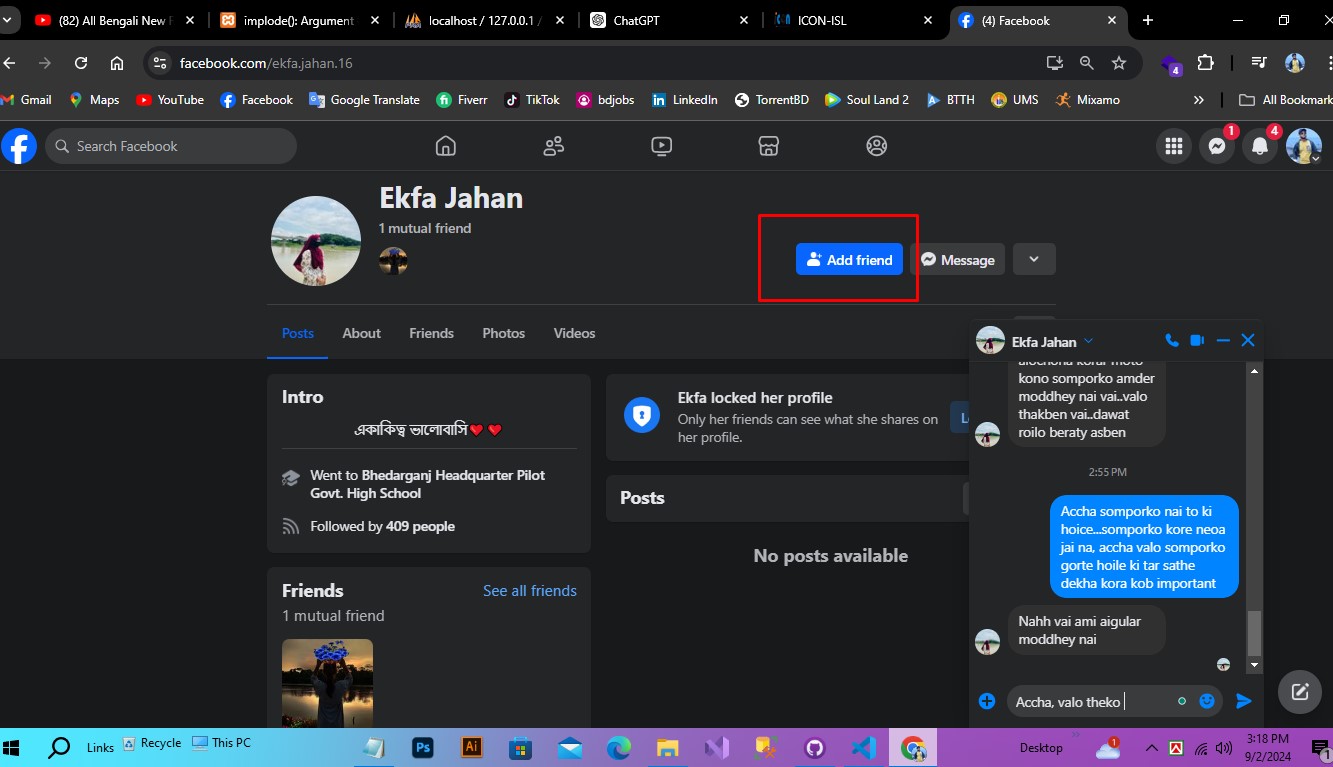 (82) All Bengali New
implode(): Argument
localhost / 127.0.0.1 /
ChatGPT
ICON-ISL
(4) Facebook
facebook.com/ekfa.jahan.16
4
Gmail
Maps
YouTube
Facebook
Google Translate
Fiverr
TikTok
bdjobs
LinkedIn
TorrentBD
Soul Land 2
BTTH
UMS
Mixamo
»
All Bookmark
Search Facebook
1
4
Ekfa Jahan
1 mutual friend
Add friend
Message
Posts
About
Friends
Photos
Videos
Intro
একাকিত্ব ভালোবাসি❤️ ❤️
Went to Bhedarganj Headquarter Pilot
Govt. High School
Followed by 409 people
Friends
See all friends
1 mutual friend
Ekfa locked her profile
Only her friends can see what she shares on
her profile.
Posts
No posts available
Ekfa Jahan
alochona korar moto
kono somporko amder
moddhey nai vai..valo
thakben vai..dawat
roilo beraty asben
2:55 PM
Accha somporko nai to ki
hoice...somporko kore neoa
jai na, accha valo somporko
gorte hoile ki tar sathe
dekha kora kob important
Nahh vai ami aigular
moddhey nai
Accha, valo theko
Links
Recycle
This PC
Ps
Ai
Desktop
1
3:18 PM
9/2/2024
1